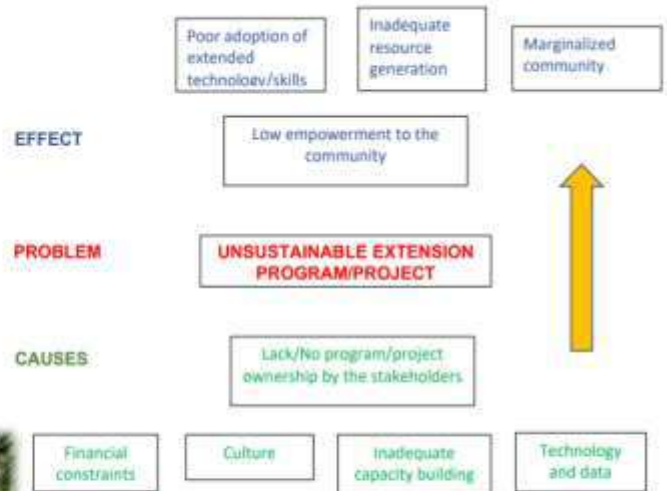 Poor adoption of
extended
technology/skills
Inadequate
resource
generation
Marginalized
community
EFFECT
Low empowerment to the
community
PROBLEM
UNSUSTAINABLE EXTENSION
PROGRAM/PROJECT
CAUSES
Lack/No program/project
ownership by the stakeholders
Financial
constraints
Culture
Inadequate
capacity building
Technology
and data